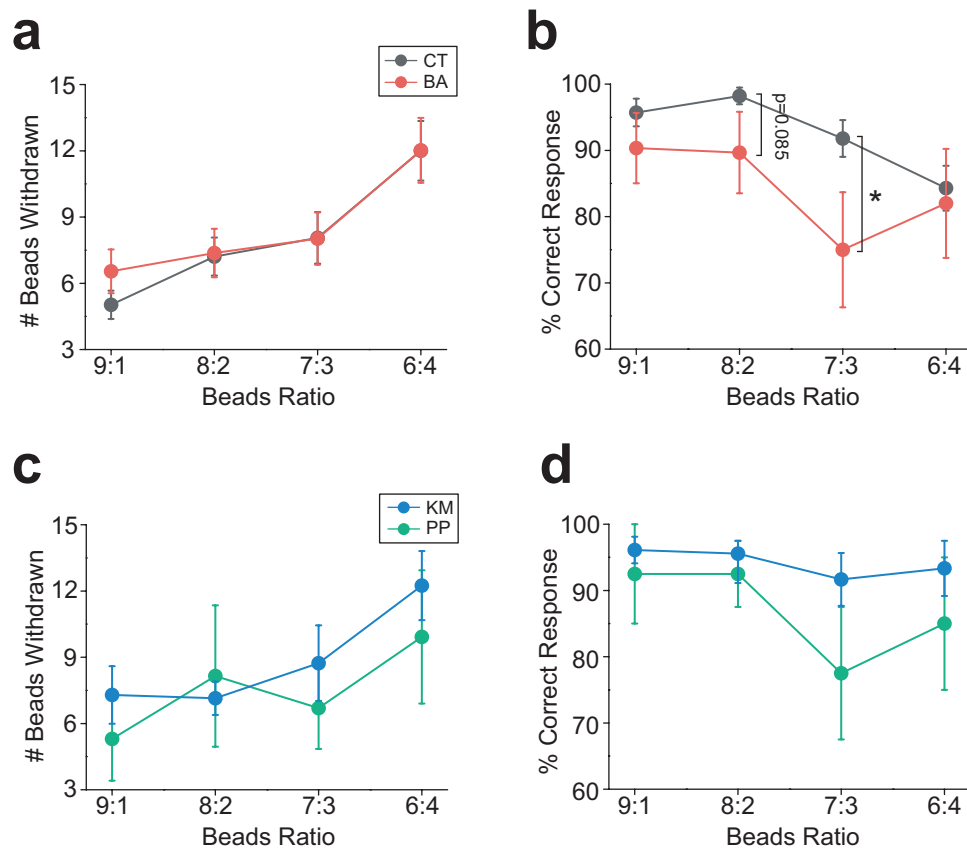 a
CT
BA
15
12
9
6
3
# Beads Withdrawn
9:1 8:2 7:3 6:4
Beads Ratio
b
100
90
80
70
60
% Correct Response
p=0.085
*
9:1 8:2 7:3 6:4
Beads Ratio
c
KM
PP
15
12
9
6
3
# Beads Withdrawn
9:1 8:2 7:3 6:4
Beads Ratio
d
100
90
80
70
60
% Correct Response
9:1 8:2 7:3 6:4
Beads Ratio